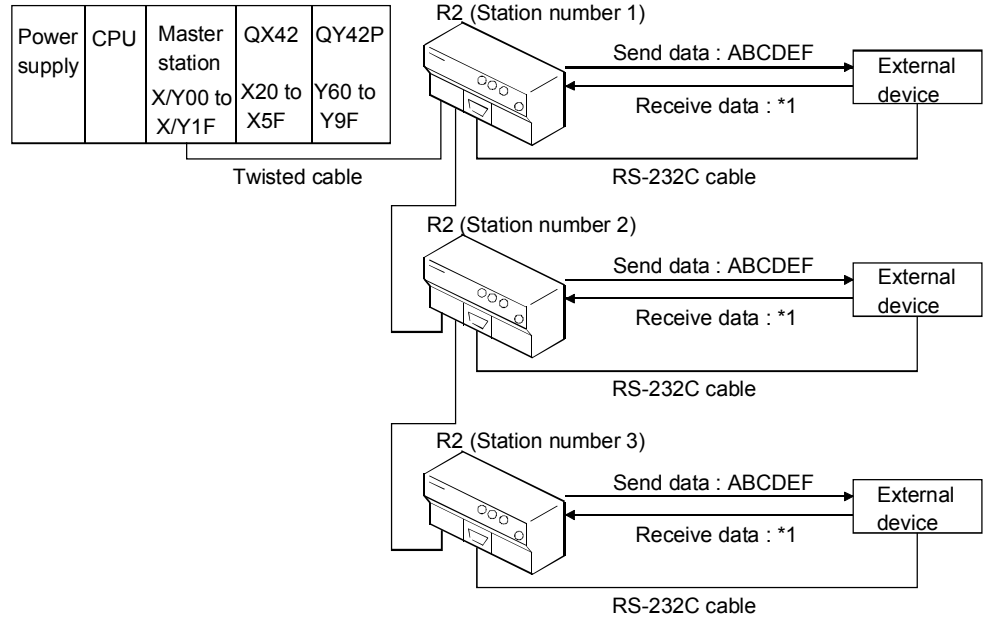 R2 (Station number 1)
Power supply
CPU
Master station
X/Y00 to X/Y1F
QX42
X20 to X5F
QY42P
Y60 to Y9F
Send data : ABCDEF
Receive data : *1
External device
Twisted cable
RS-232C cable
R2 (Station number 2)
Send data : ABCDEF
Receive data : *1
External device
RS-232C cable
R2 (Station number 3)
Send data : ABCDEF
Receive data : *1
External device
RS-232C cable